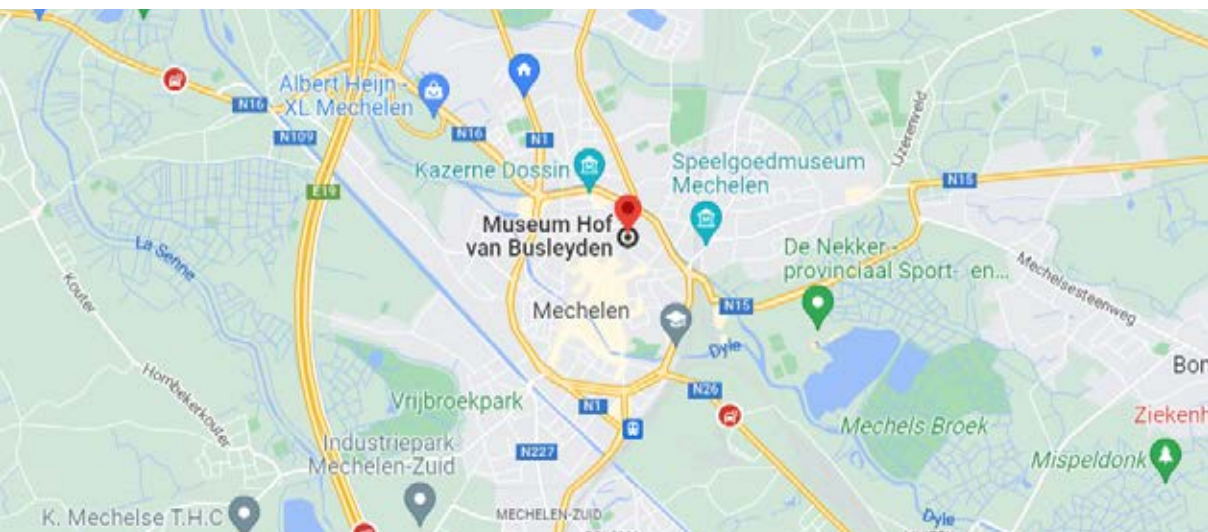 Albert Heijn -
XL Mechelen
N16
N109
N16
N1
Kazerne Dossin
Speelgoedmuseum
Mechelen
IJzerenveld
N15
E19
Museum Hof
van Busleyden
La Senne
De Nekker -
provinciaal Sport- en...
Mechelsesteenweg
Kouter
Mechelen
N15
Dyle
Bor
Hombekerkouter
Vrijbroekpark
N1
N26
Mechels Broek
Ziekenh
Industriepark
Mechelen-Zuid
N227
Mispeldonk
K. Mechelse T.H.C
MECHELEN-ZUID
Dyle